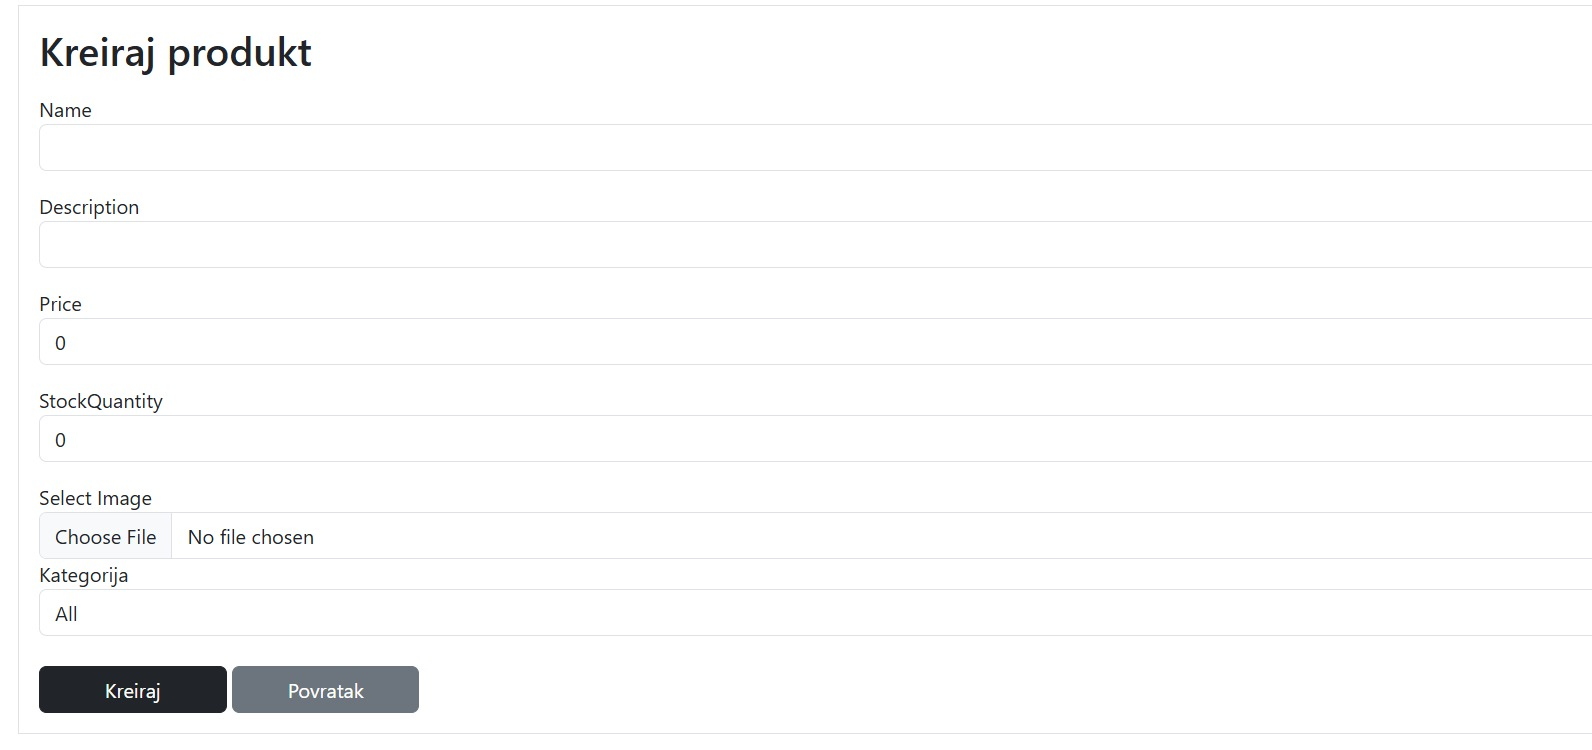 Kreiraj produkt
Name
Description
Price
0
StockQuantity
0
Select Image
Choose File No file chosen
Kategorija
All
Kreiraj Povratak